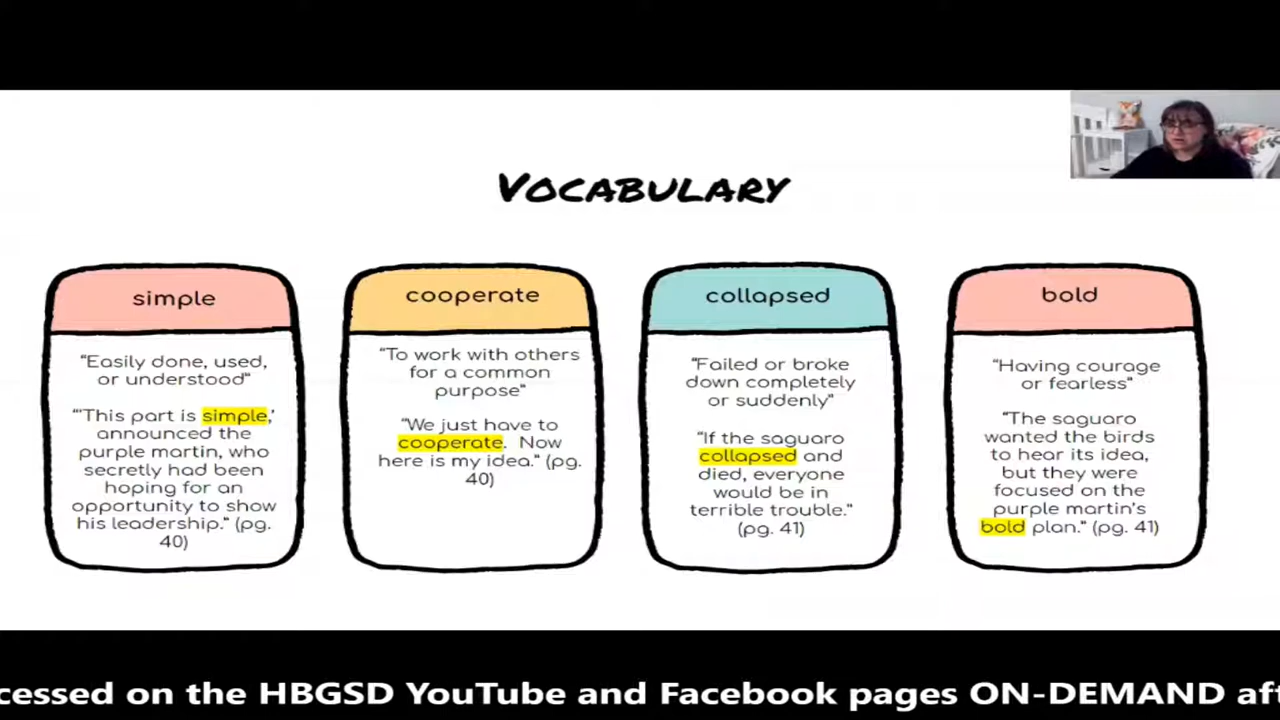 VOCABULARY
simple
"Easily done, used,
or understood"
"'This part is simple,'
announced the
purple martin, who
secretly had been
hoping for an
opportunity to show
his leadership." (pg.
40)
cooperate
"To work with others
for a common
purpose"
"We just have to
cooperate. Now
here is my idea." (pg.
40)
collapsed
"Failed or broke
down completely
or suddenly"
"If the saguaro
collapsed and
died, everyone
would be in
terrible trouble."
(pg. 41)
bold
"Having courage
or fearless"
"The saguaro
wanted the birds
to hear its idea,
but they were
focused on the
purple martin's
bold plan." (pg. 41)
cessed on the HBGSD YouTube and Facebook pages ON-DEMAND aft